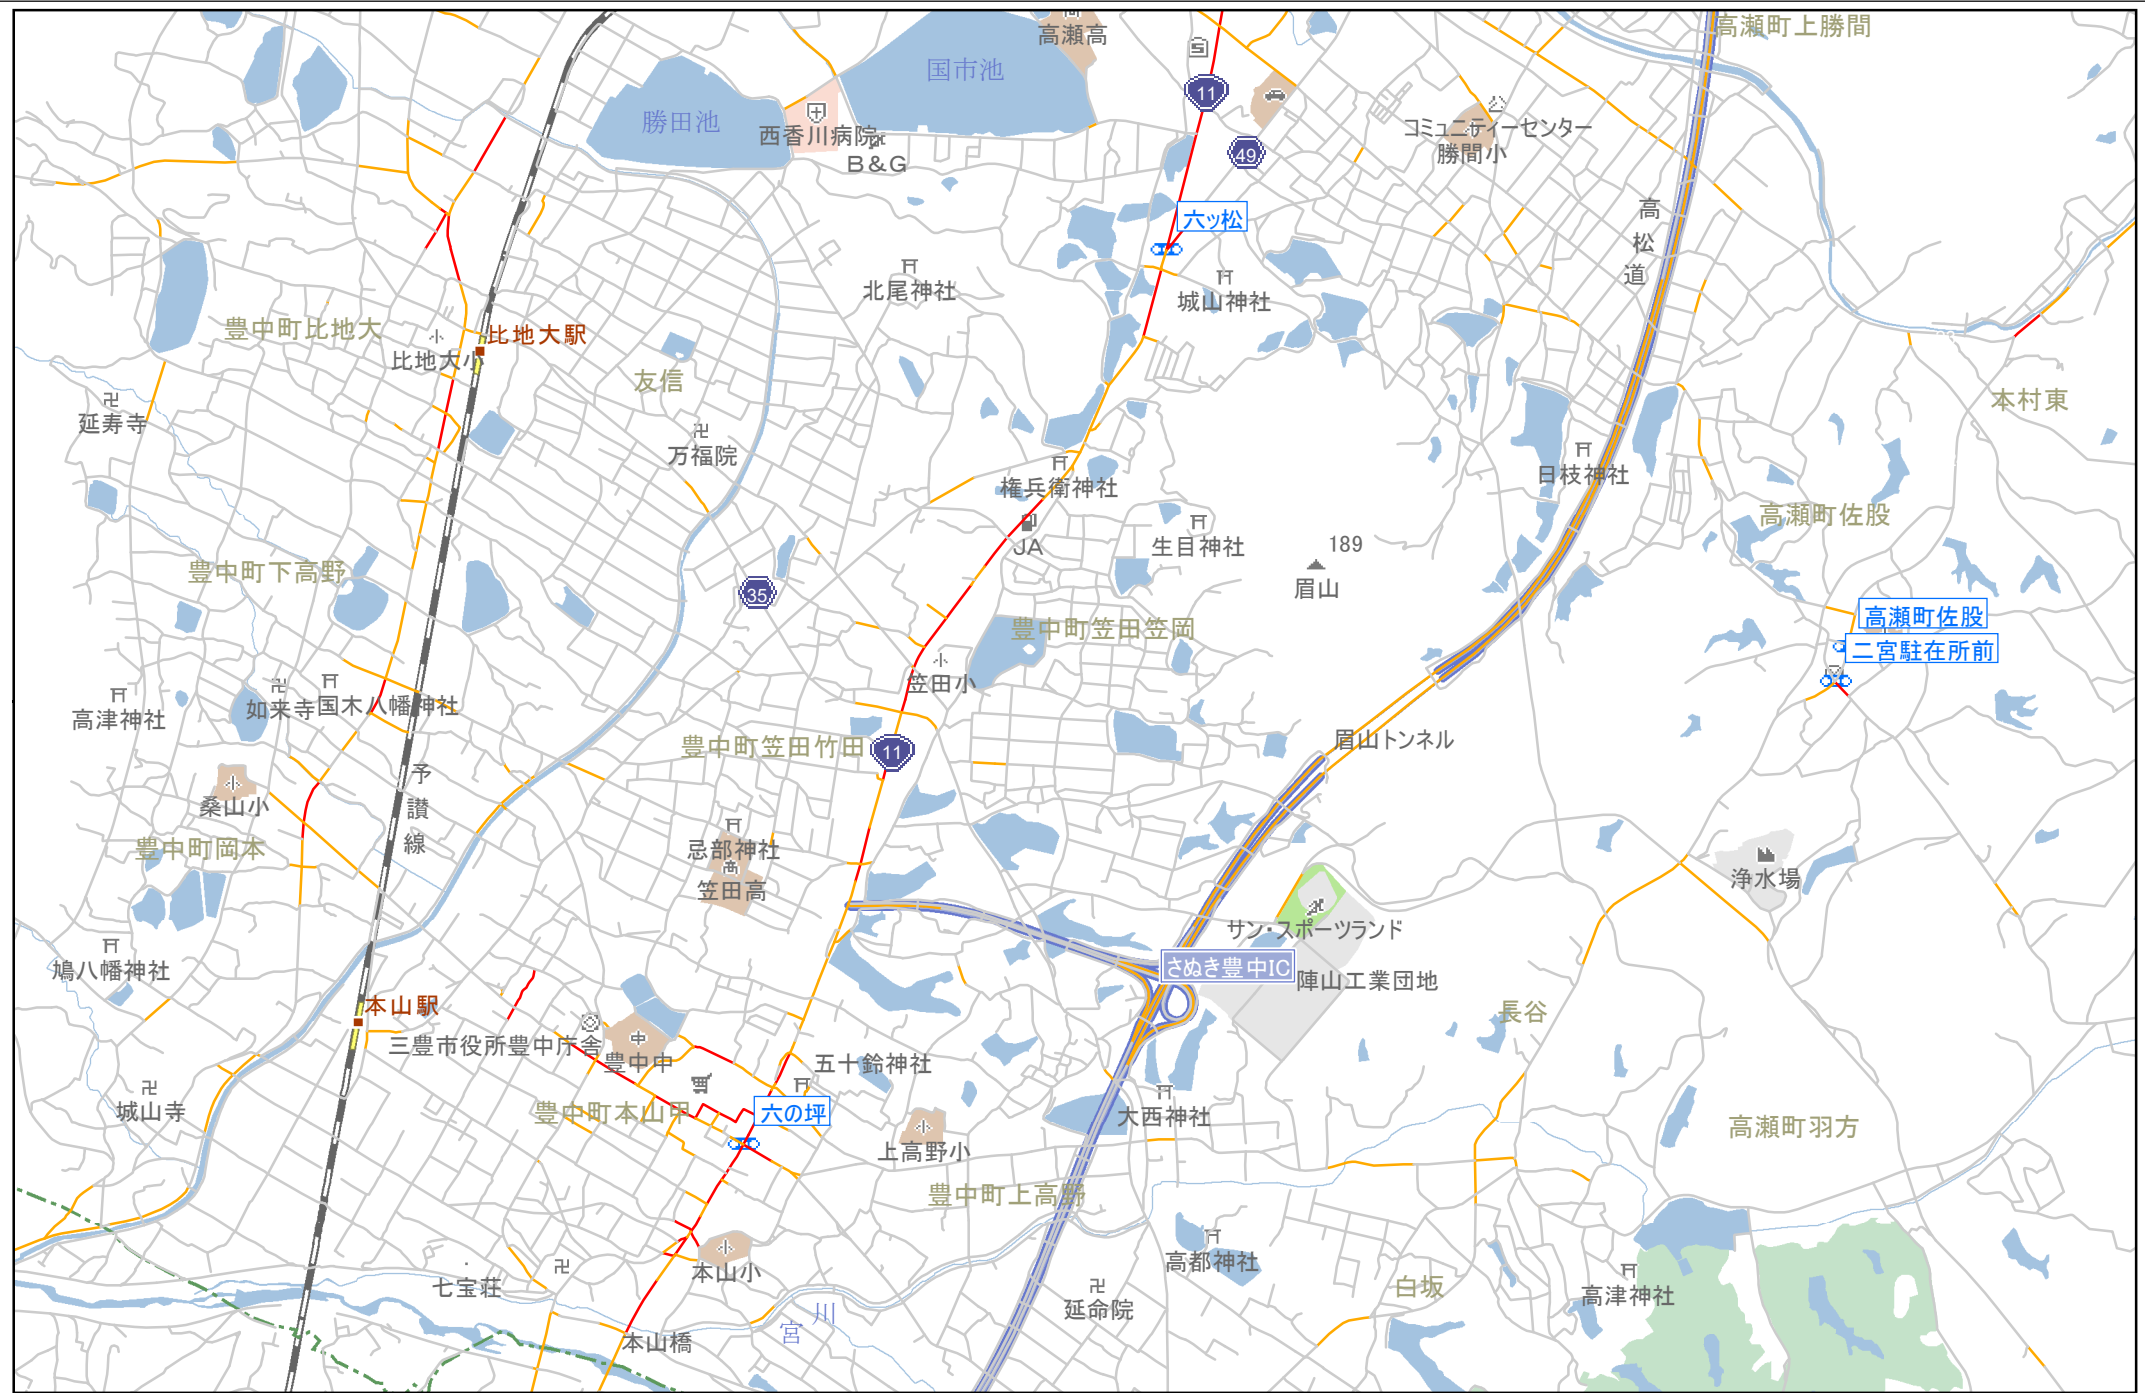 高瀬町上勝間
高瀬高
国市池
11
勝田池
西香川病院
B&G
49
コミュニティーセンター
勝間小
六ッ松
高松道
北尾神社
城山神社
豊中町比地大
比地大駅
比地大小
友信
本村東
延寿寺
万福院
権兵衛神社
日枝神社
高瀬町佐股
JA
生目神社
189
眉山
豊中町下高野
35
豊中町笠田笠岡
高瀬町佐股
二宮駐在所前
笠田小
高津神社
如来寺
国木八幡神社
豊中町笠田竹田
11
眉山トンネル
予讃線
桑山小
豊中町岡本
忌部神社
笠田高
浄水場
サン・スポーツランド
鳩八幡神社
さぬき豊中IC
陣山工業団地
本山駅
長谷
三豊市役所豊中庁舎
豊中中
五十鈴神社
城山寺
豊中町本山甲
六の坪
大西神社
上高野小
高瀬町羽方
豊中町上高野
本山小
高都神社
七宝荘
白坂
高津神社
延命院
宮川
本山橋